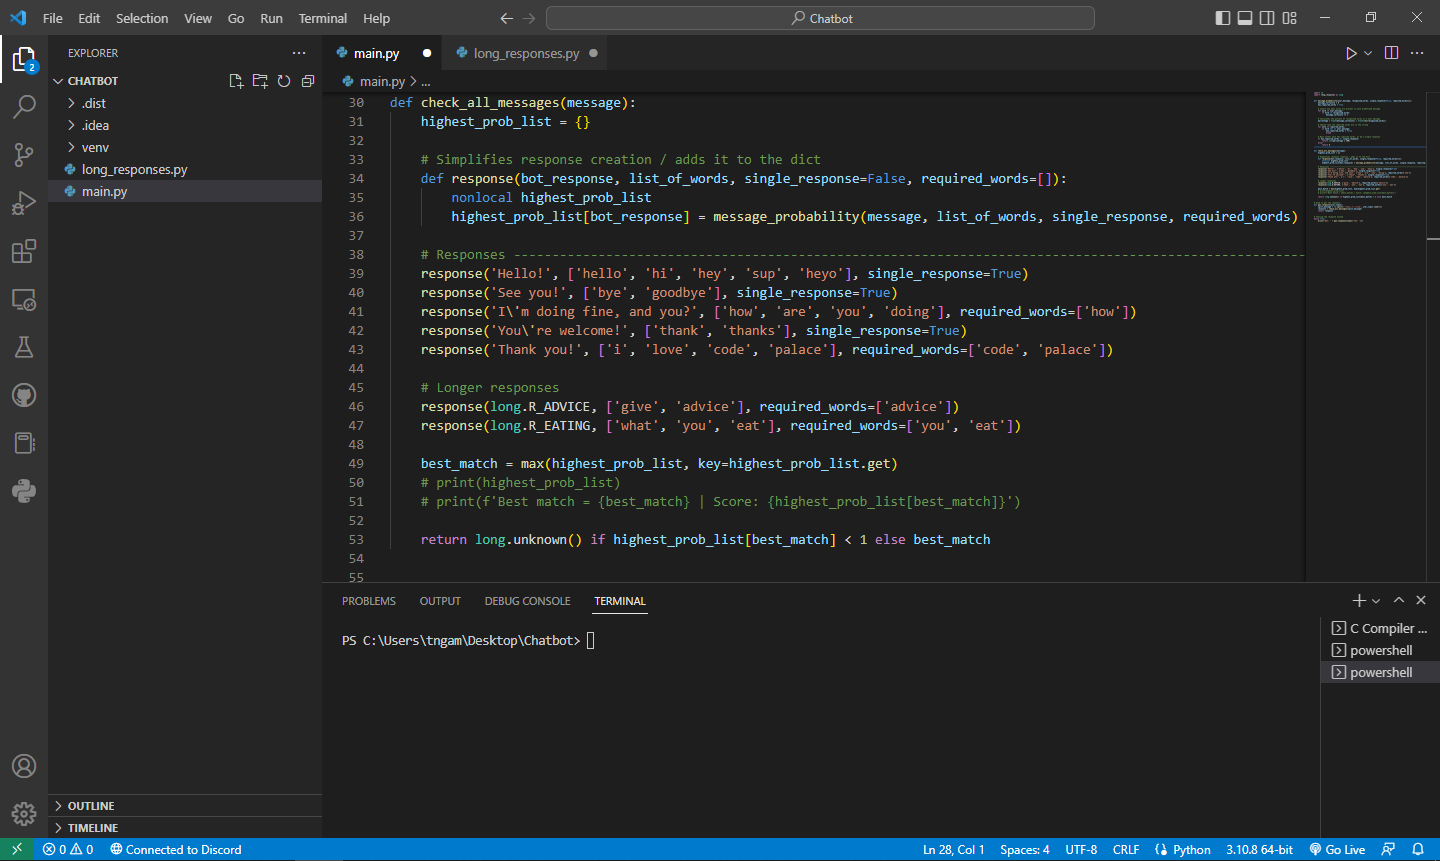 File Edit Selection View Go Run Terminal Help
Chatbot
EXPLORER
CHATBOT
.dist
.idea
venv
long_responses.py
main.py
OUTLINE
TIMELINE
2
main.py
long_responses.py
main.py > ...
30 def check_all_messages(message):
31     highest_prob_list = {}
32
33     # Simplifies response creation / adds it to the dict
34     def response(bot_response, list_of_words, single_response=False, required_words=[]):
35         nonlocal highest_prob_list
36         highest_prob_list[bot_response] = message_probability(message, list_of_words, single_response, required_words)
37
38     # Responses -------------------------------------------------------------------------------------------------------
39     response('Hello!', ['hello', 'hi', 'hey', 'sup', 'heyo'], single_response=True)
40     response('See you!', ['bye', 'goodbye'], single_response=True)
41     response('I\'m doing fine, and you?', ['how', 'are', 'you', 'doing'], required_words=['how'])
42     response('You\'re welcome!', ['thank', 'thanks'], single_response=True)
43     response('Thank you!', ['i', 'love', 'code', 'palace'], required_words=['code', 'palace'])
44
45     # Longer responses
46     response(long.R_ADVICE, ['give', 'advice'], required_words=['advice'])
47     response(long.R_EATING, ['what', 'you', 'eat'], required_words=['you', 'eat'])
48
49     best_match = max(highest_prob_list, key=highest_prob_list.get)
50     # print(highest_prob_list)
51     # print(f'Best match = {best_match} | Score: {highest_prob_list[best_match]}')
52
53     return long.unknown() if highest_prob_list[best_match] < 1 else best_match
54
55
PROBLEMS OUTPUT DEBUG CONSOLE TERMINAL
PS C:\Users\tngam\Desktop\Chatbot>
C Compiler ...
powershell
powershell
0 0 Connected to Discord
Ln 28, Col 1 Spaces: 4 UTF-8 CRLF Python 3.10.8 64-bit Go Live